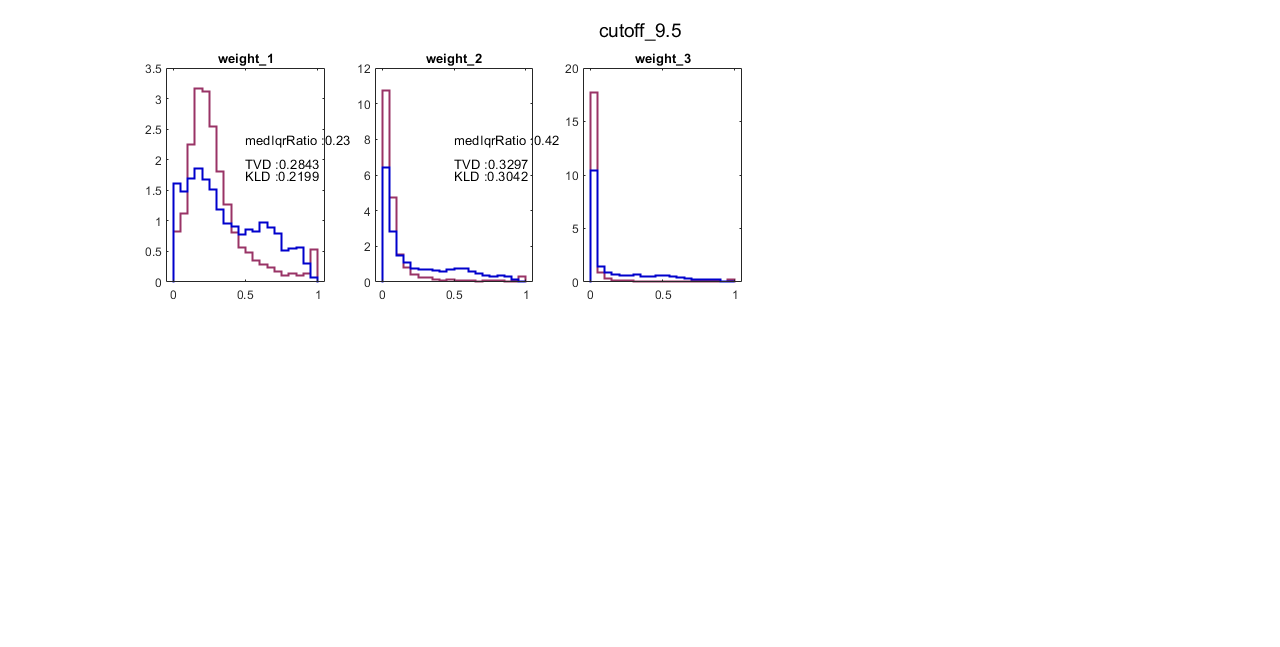 cutoff_9.5
weight_1
3.5
3
2.5
2
1.5
1
0.5
0
0
0.5
1
medIqrRatio :0.23
TVD :0.2843
KLD :0.2199
weight_2
12
10
8
6
4
2
0
0
0.5
1
medIqrRatio :0.42
TVD :0.3297
KLD :0.3042
weight_3
20
15
10
5
0
0
0.5
1